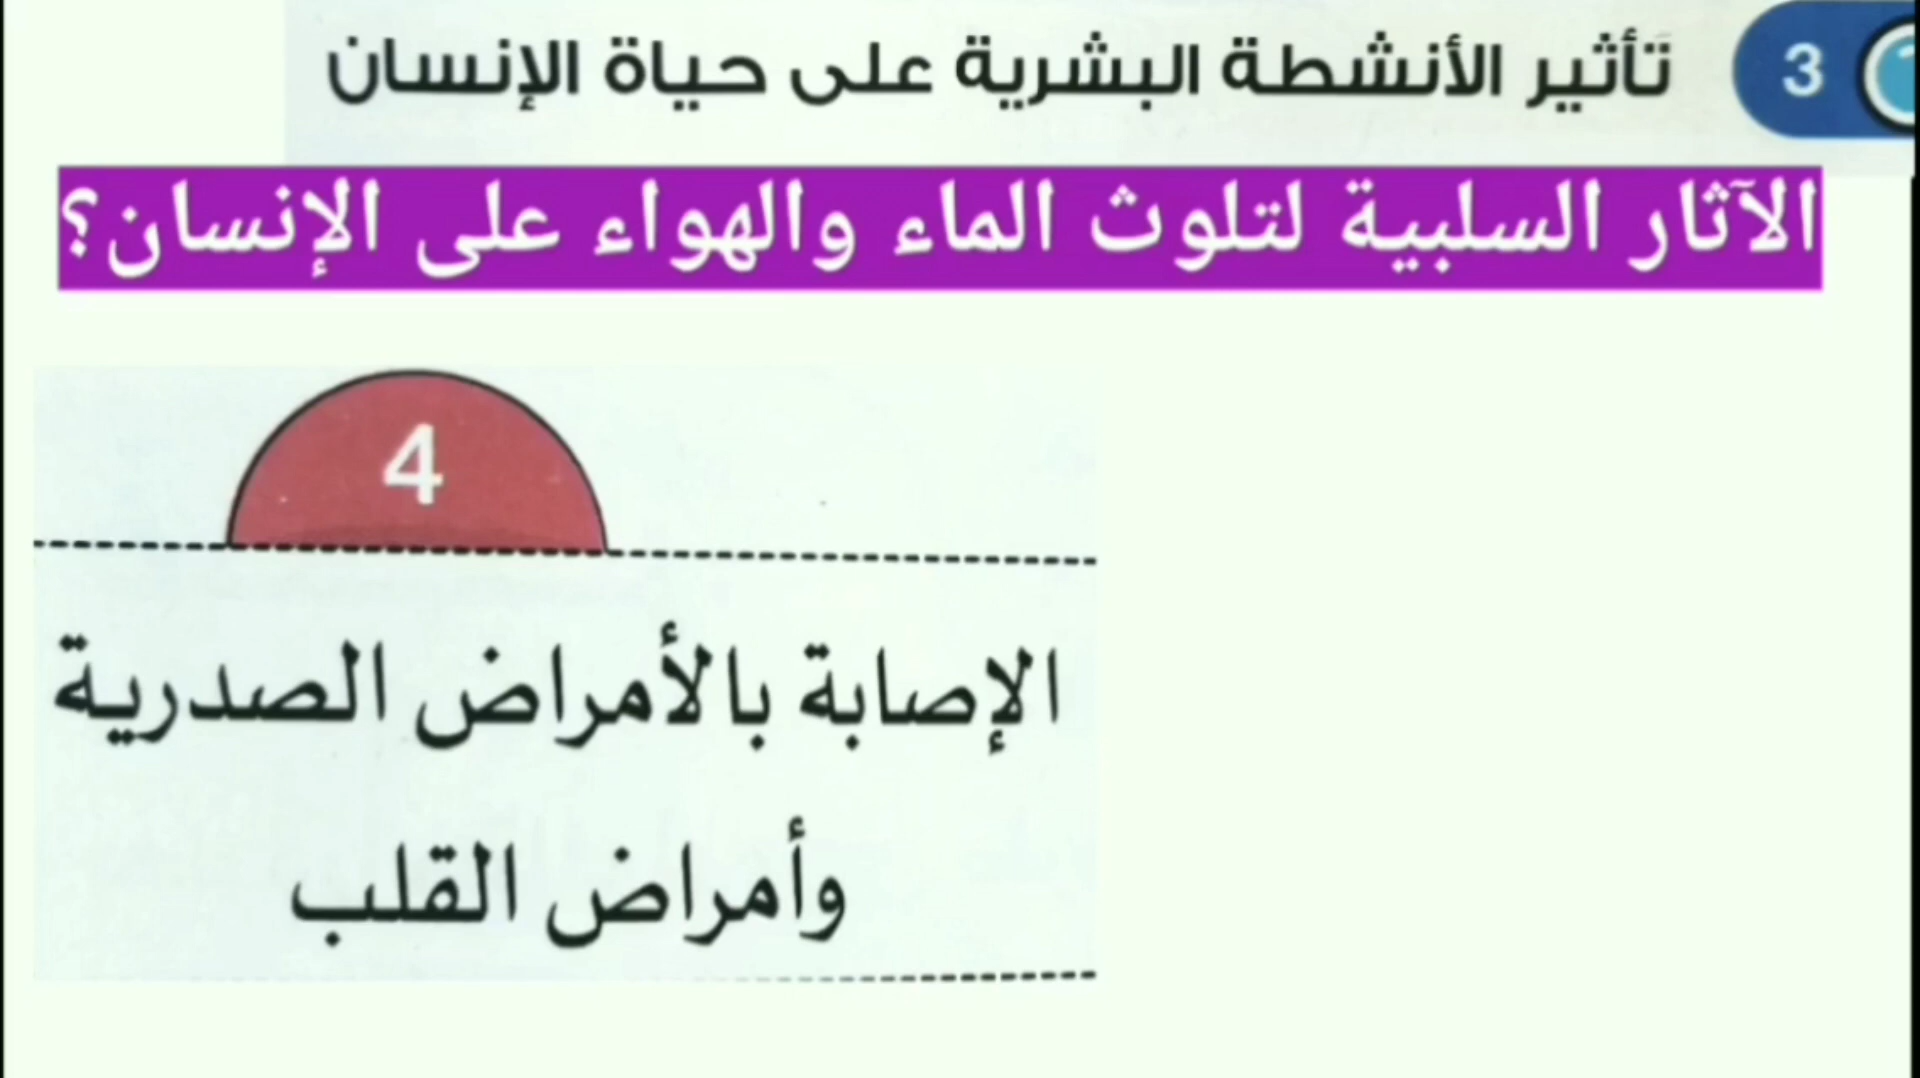 3 تأثير الأنشطة البشرية على حياة الإنسان
الآثار السلبية لتلوث الماء والهواء على الإنسان؟
4
الإصابة بالأمراض الصدرية
وأمراض القلب